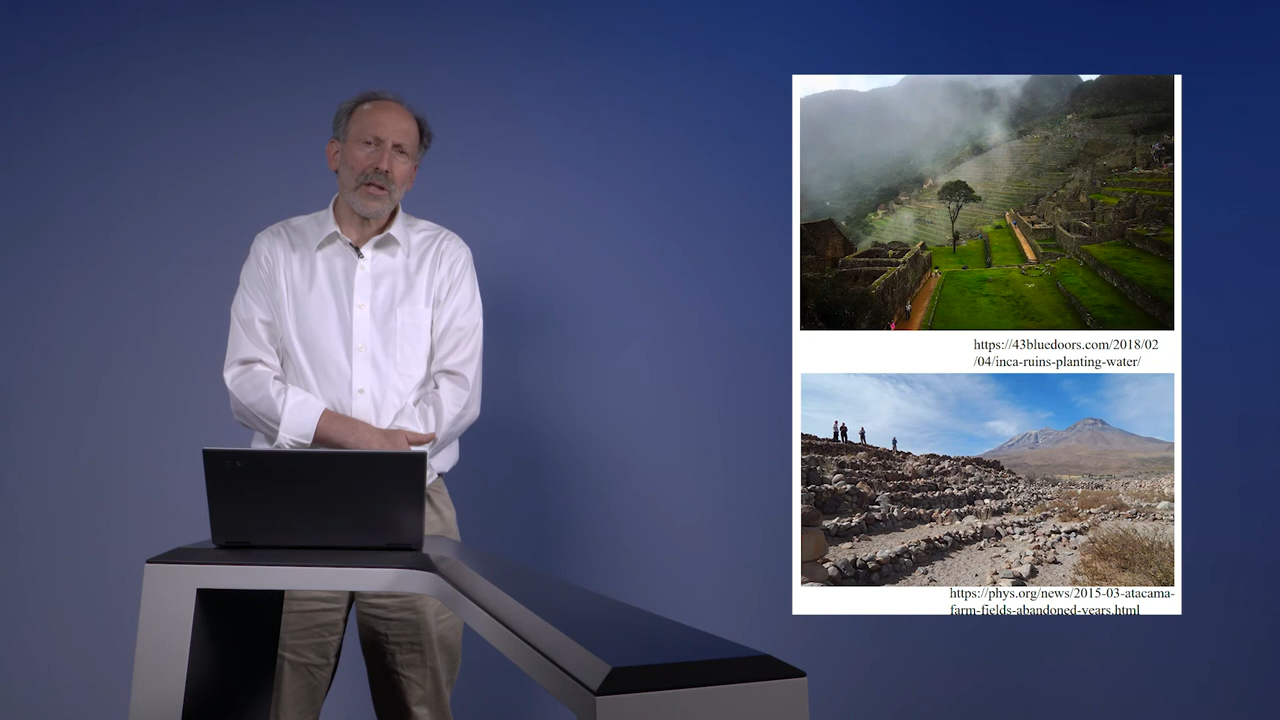 https://43bluedoors.com/2018/02
/04/inca-ruins-planting-water/
https://phys.org/news/2015-03-atacama-
farm-fields-abandoned-years.html